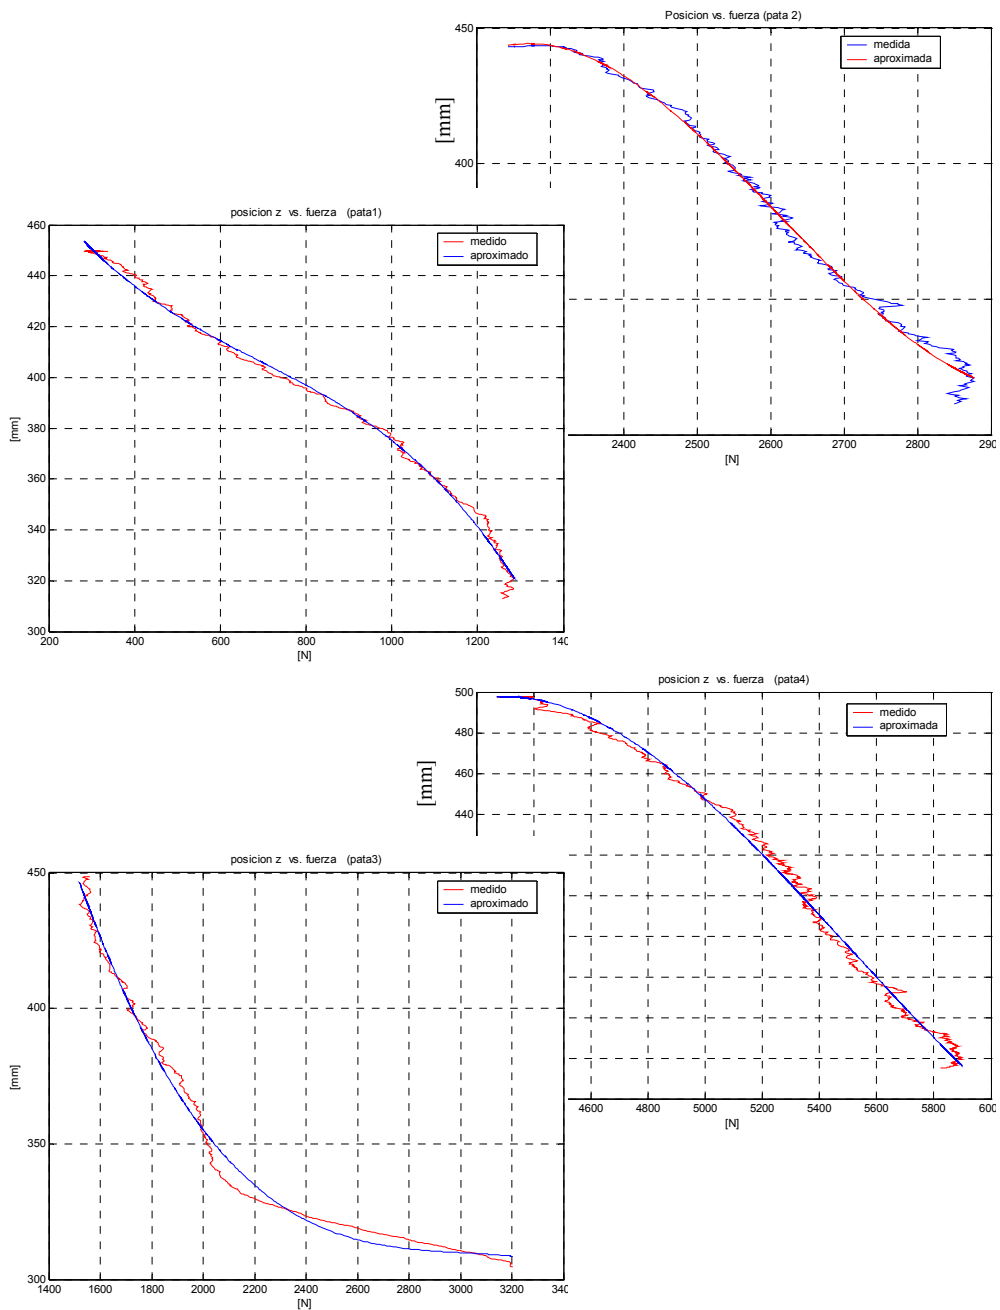 Posicion vs. fuerza (pata 2)
450
400
[mm]
medida
aproximada
2400 2500 2600 2700 2800 290
[N]
posicion z vs. fuerza (pata1)
460
440
420
400
380
360
340
320
300
[mm]
medido
aproximado
200 400 600 800 1000 1200 140
[N]
posicion z vs. fuerza (pata4)
500
480
460
440
[mm]
medido
aproximada
4600 4800 5000 5200 5400 5600 5800 600
[N]
posicion z vs. fuerza (pata3)
450
400
350
300
[mm]
medido
aproximado
1400 1600 1800 2000 2200 2400 2600 2800 3000 3200 340
[N]